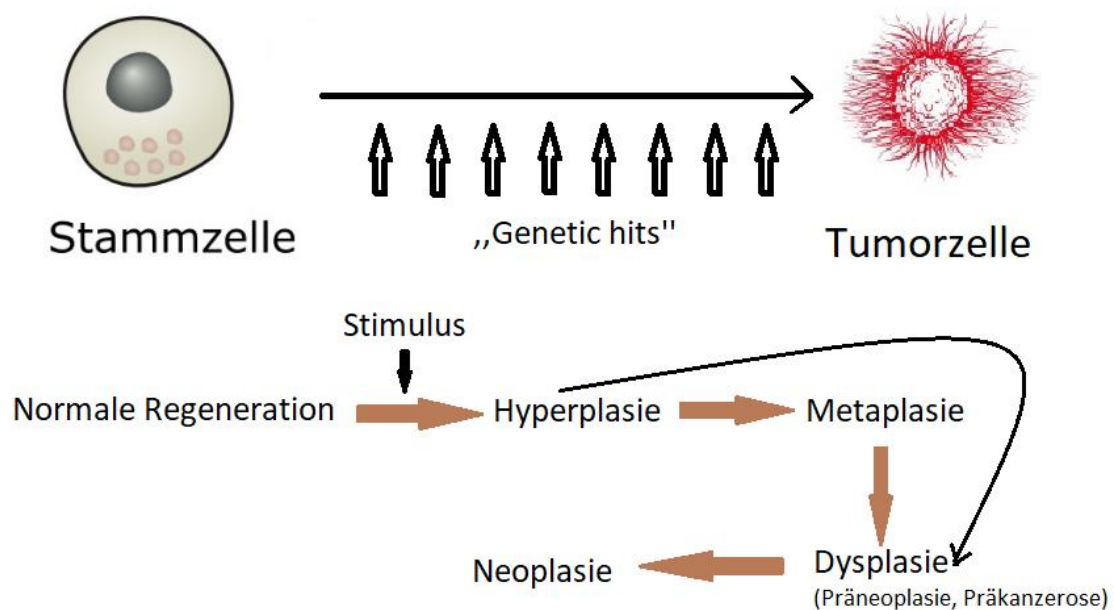 Stammzelle
,,Genetic hits"
Tumorzelle
Stimulus
Normale Regeneration
Hyperplasie
Metaplasie
Neoplasie
Dysplasie
(Präneoplasie, Präkanzerose)